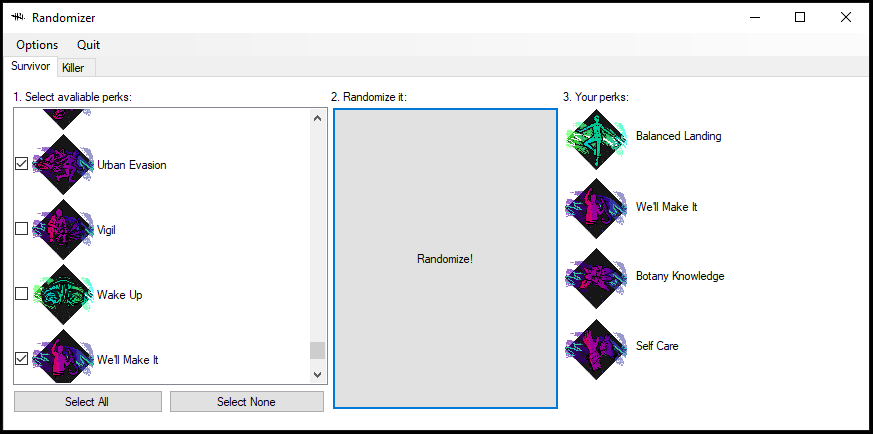 Randomizer
Options Quit
Survivor Killer
1. Select avaliable perks:
Urban Evasion
Vigil
Wake Up
We'll Make It
Select All Select None
2. Randomize it:
Randomize!
3. Your perks:
Balanced Landing
We'll Make It
Botany Knowledge
Self Care